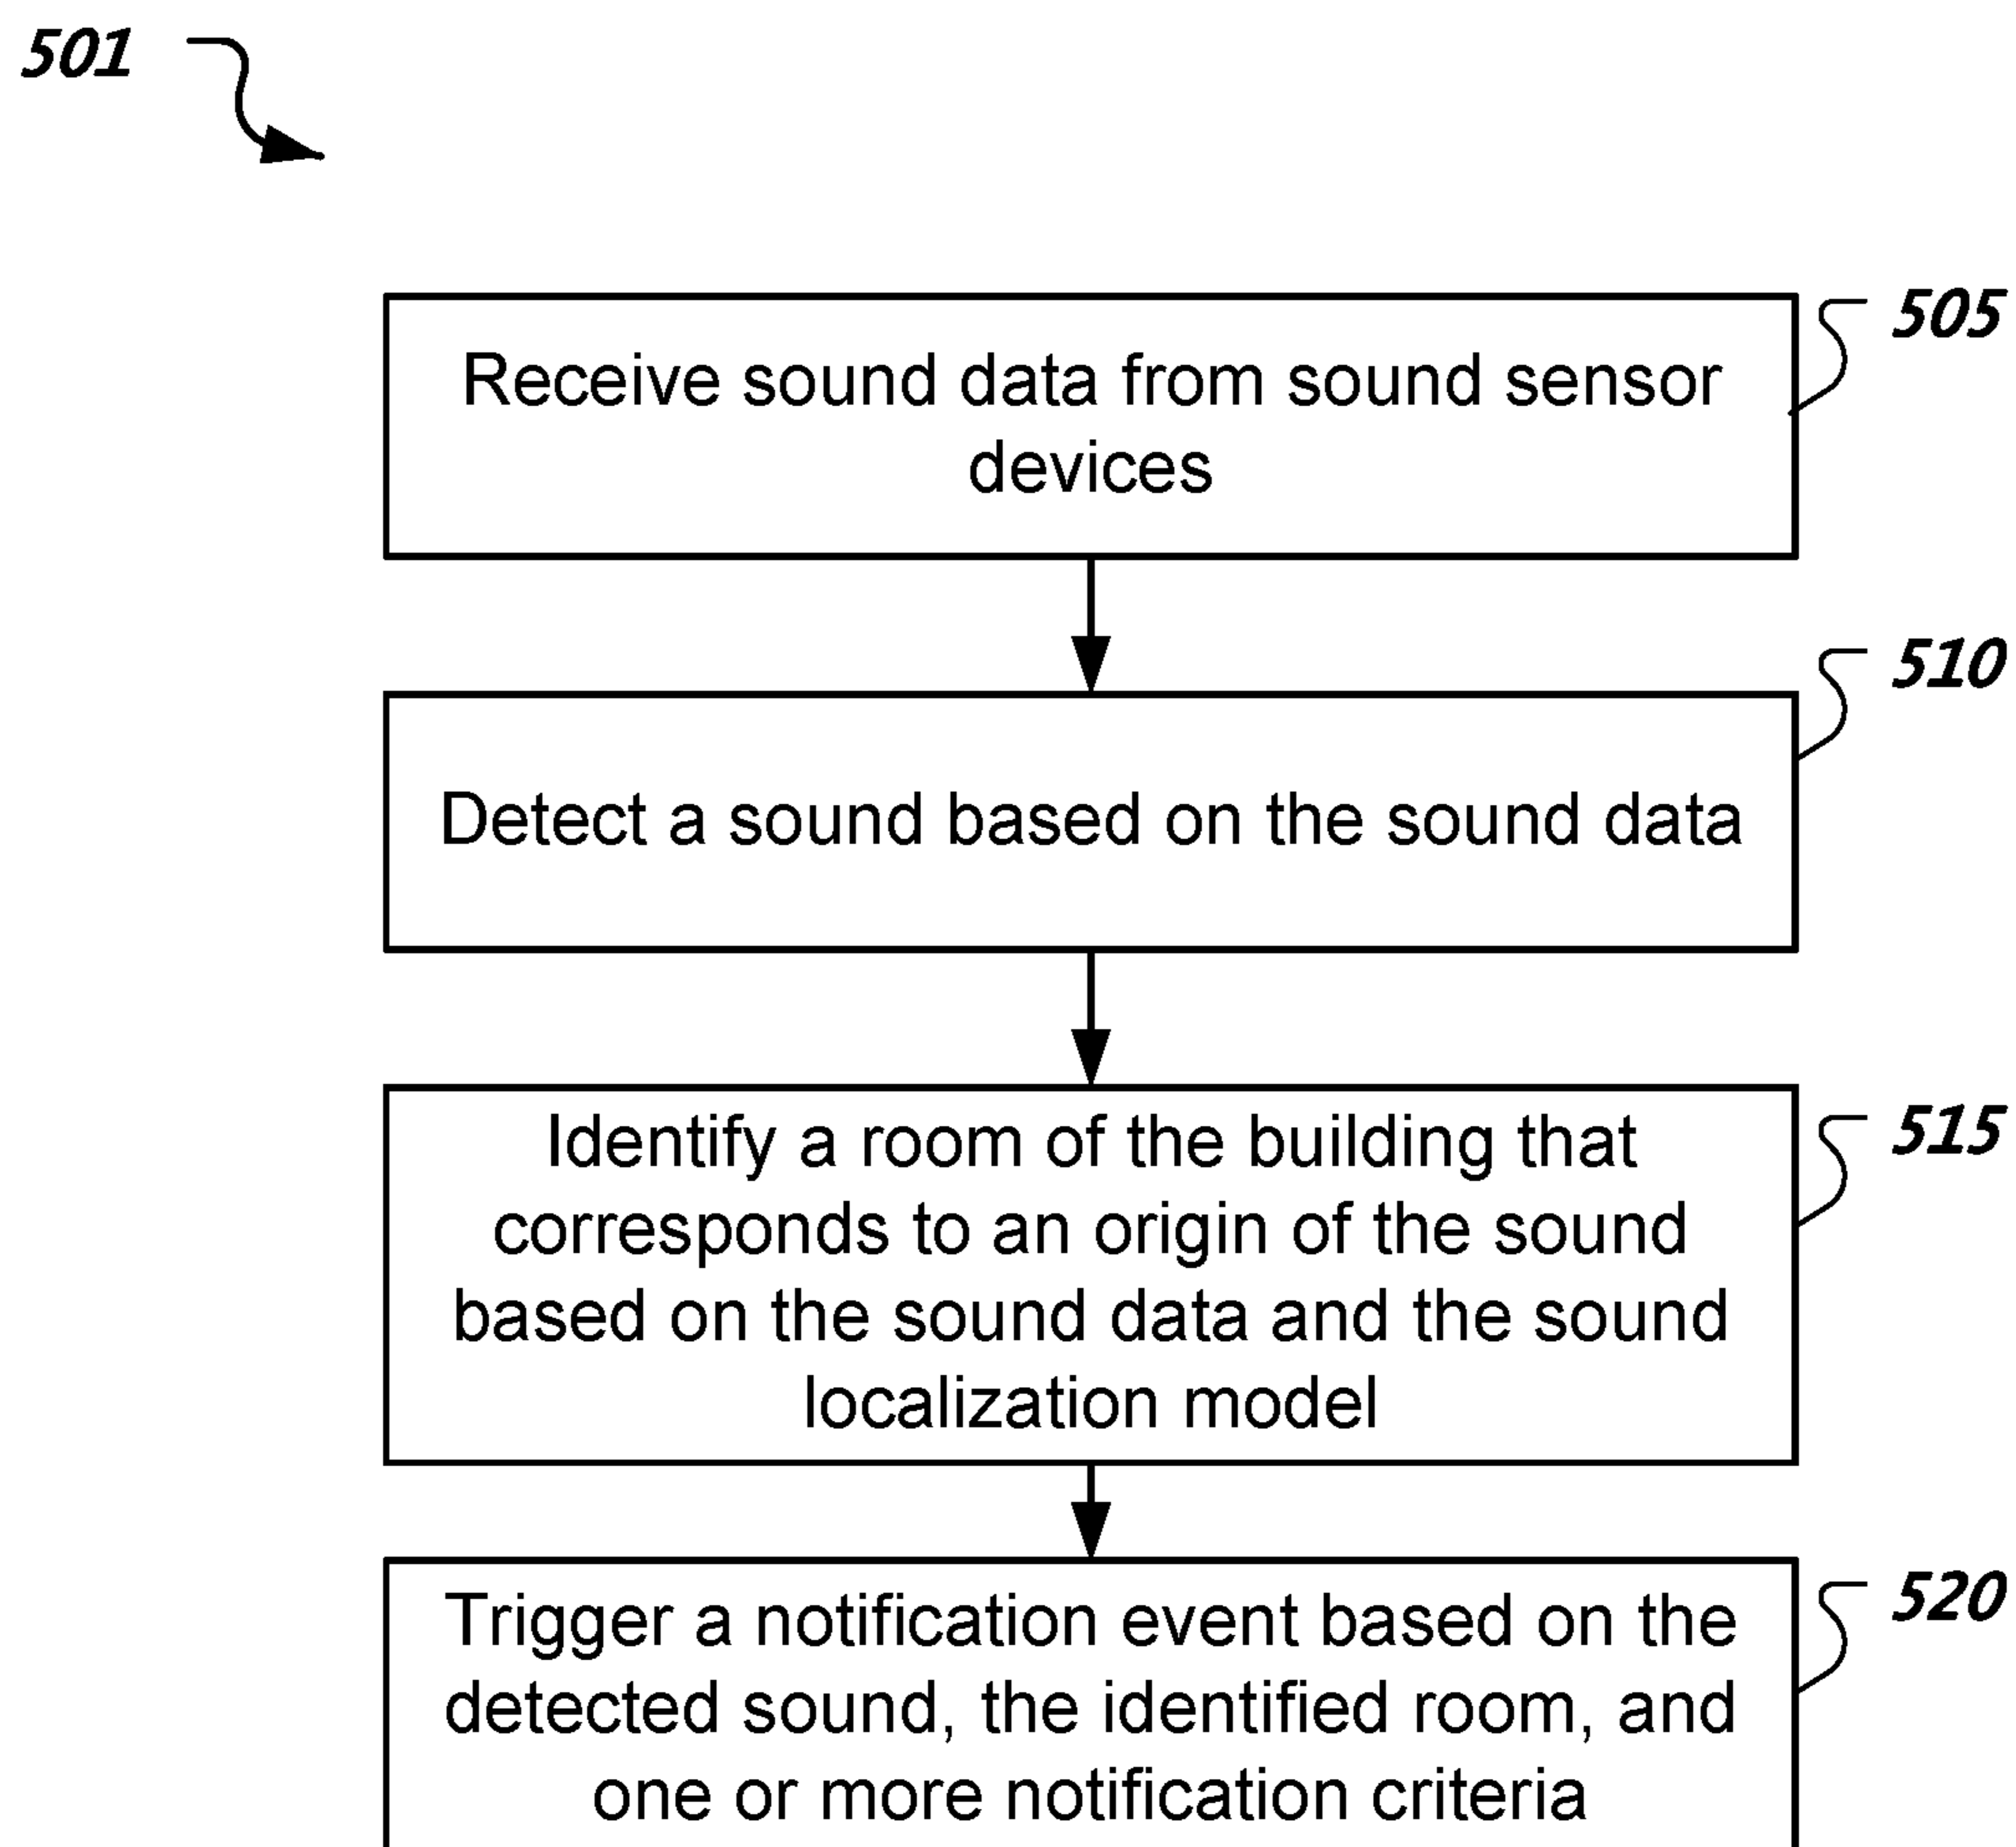 501
505
Receive sound data from sound sensor
devices
510
Detect a sound based on the sound data
515
Identify a room of the building that
corresponds to an origin of the sound
based on the sound data and the sound
localization model
520
Trigger a notification event based on the
detected sound, the identified room, and
one or more notification criteria